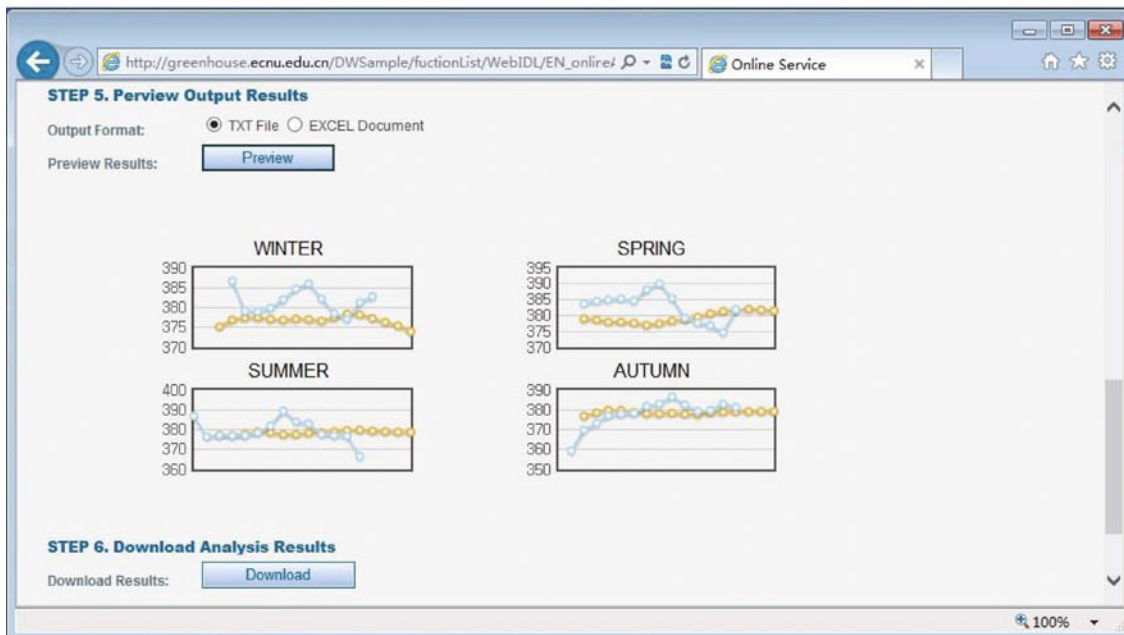 http://greenhouse.ecnu.edu.cn/DWSample/fuctionList/WebIDL/EN_onlire
Online Service
STEP 5. Perview Output Results
Output Format: TXT File EXCEL Document
Preview Results: Preview
WINTER
390
385
380
375
370
SPRING
395
390
385
380
375
370
SUMMER
400
390
380
370
360
AUTUMN
390
380
370
360
350
STEP 6. Download Analysis Results
Download Results: Download
100%